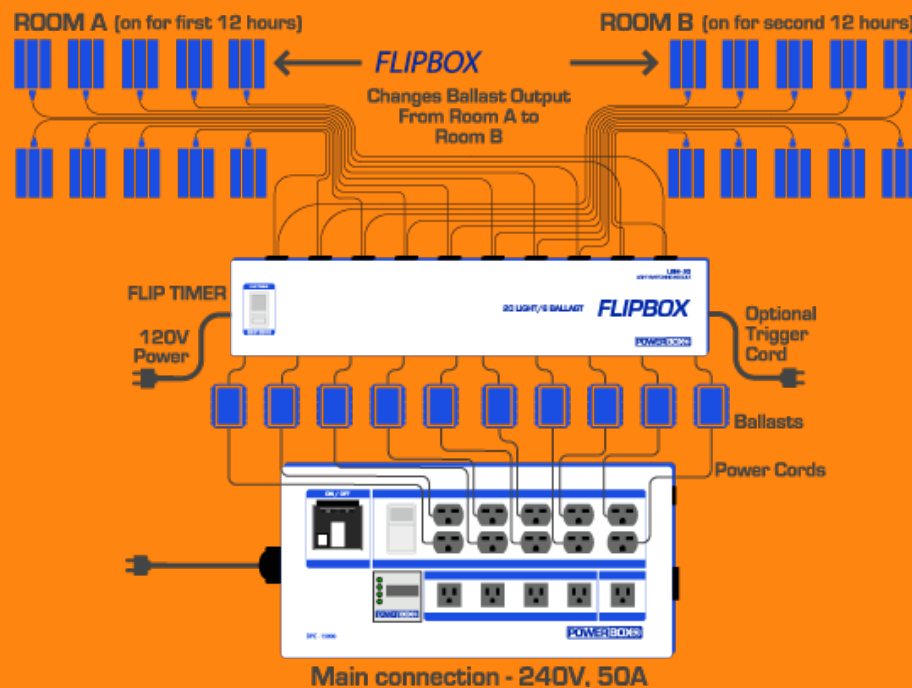 ROOM A (on for first 12 hours)
FLIPBOX
ROOM B (on for second 12 hours)
Changes Ballast Output
From Room A to
Room B
FLIP TIMER
120V
Power
20 LIGHT/
BALLAST
FLIPBOX
POWERBOX
Optional
Trigger
Cord
Ballasts
Power Cords
ON / OFF
POWERBOX
POWERBOX
Main connection - 240V, 50A